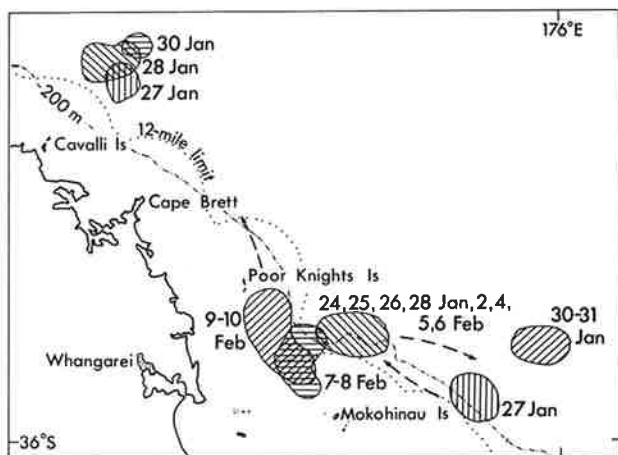 30 Jan
176°E
28 Jan
27 Jan
200 m
12-mile limit
Cavalli Is
Cape Brett
Poor Knights Is
24, 25, 26, 28 Jan, 2, 4,
5,6 Feb
9-10
Feb
30-31
Jan
Whangarei
7-8 Feb
Mokohinau Is
27 Jan
36°S